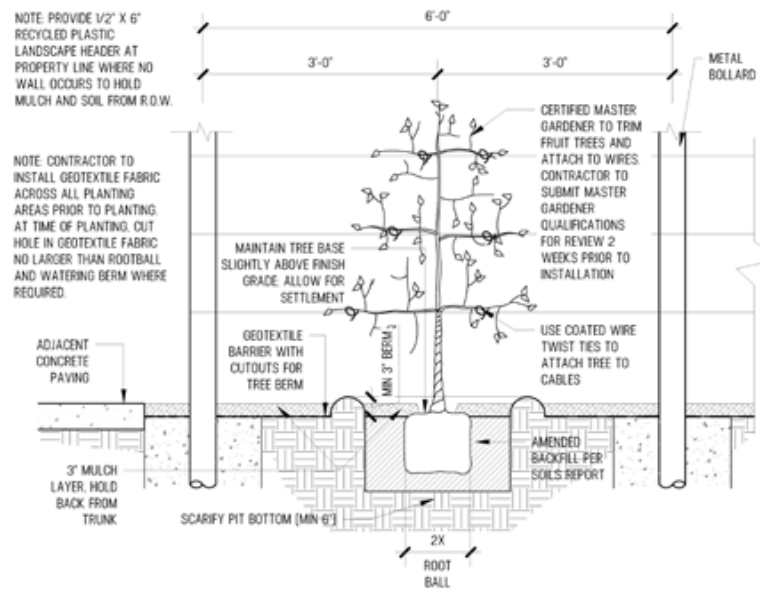 NOTE: PROVIDE 1/2" X 6"
RECYCLED PLASTIC
LANDSCAPE HEADER AT
PROPERTY LINE WHERE NO
WALL OCCURS TO HOLD
MULCH AND SOIL FROM R.O.W.
6'-0"
3'-0"
3'-0"
METAL
BOLLARD
CERTIFIED MASTER
GARDENER TO TRIM
FRUIT TREES AND
ATTACH TO WIRES.
CONTRACTOR TO
SUBMIT MASTER
GARDENER
QUALIFICATIONS
FOR REVIEW 2
WEEKS PRIOR TO
INSTALLATION
NOTE: CONTRACTOR TO
INSTALL GEOTEXTILE FABRIC
ACROSS ALL PLANTING
AREAS PRIOR TO PLANTING.
AT TIME OF PLANTING, CUT
HOLE IN GEOTEXTILE FABRIC
NO LARGER THAN ROOTBALL
AND WATERING BERM WHERE
REQUIRED.
MAINTAIN TREE BASE
SLIGHTLY ABOVE FINISH
GRADE; ALLOW FOR
SETTLEMENT
USE COATED WIRE
TWIST TIES TO
ATTACH TREE TO
CABLES
GEOTEXTILE
BARRIER WITH
CUTOUTS FOR
TREE BERM
MIN 3" BERM
ADJACENT
CONCRETE
PAVING
AMENDED
BACKFILL PER
SOILS REPORT
3" MULCH
LAYER, HOLD
BACK FROM
TRUNK
SCARIFY PIT BOTTOM [MIN 6"]
2X
ROOT
BALL